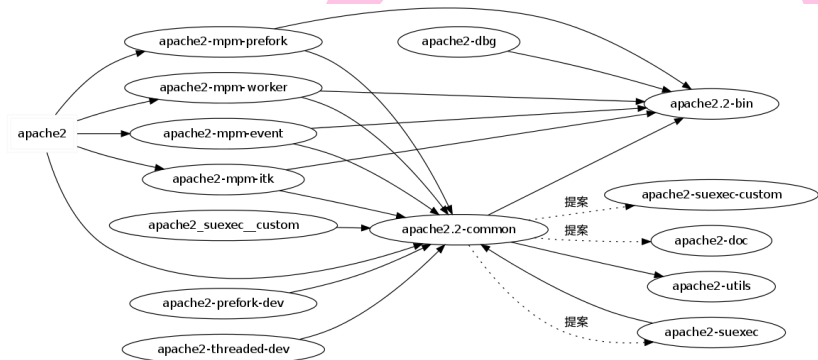 apache2-mpm-prefork
apache2-dbg
apache2-mpm-worker
apache2.2-bin
apache2
apache2-mpm-event
apache2-mpm-itk
apache2-suexec-custom
提案
apache2_suexec__custom
apache2.2-common
提案
apache2-doc
apache2-utils
apache2-prefork-dev
提案
apache2-suexec
apache2-threaded-dev